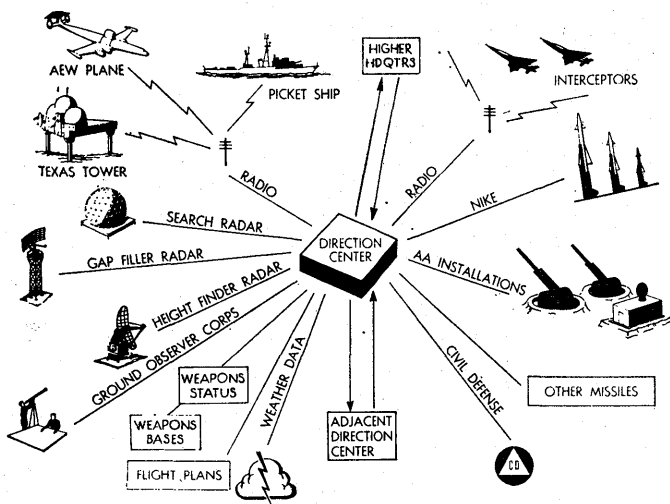 AEW PLANE
PICKET SHIP
HIGHER
HDQTRS
INTERCEPTORS
TEXAS TOWER
RADIO
RADIO
NIKE
SEARCH RADAR
GAP FILLER RADAR
DIRECTION
CENTER
AA INSTALLATIONS
HEIGHT FINDER RADAR
GROUND OBSERVER CORPS
WEAPONS
STATUS
WEAPONS
BASES
FLIGHT PLANS
WEATHER DATA
ADJACENT
DIRECTION
CENTER
CIVIL DEFENSE
OTHER MISSILES
CD